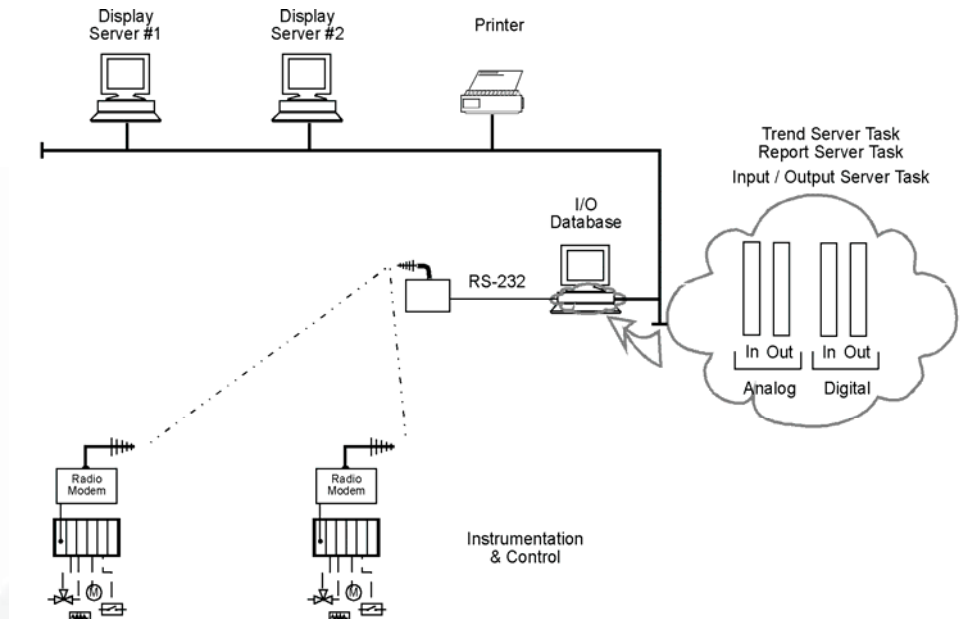 Display
Server #1
Display
Server #2
Printer
Trend Server Task
Report Server Task
Input / Output Server Task
I/O
Database
RS-232
In Out
In Out
Analog
Digital
Radio
Modem
Radio
Modem
Instrumentation
& Control
M
M